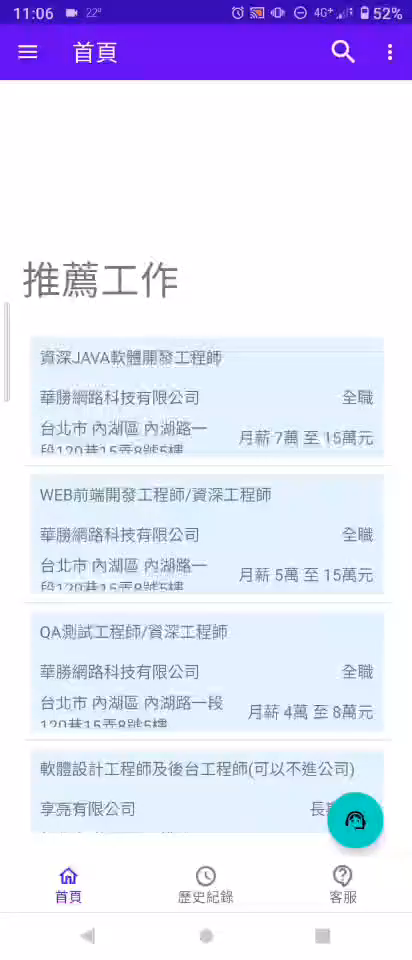 11:06 22° 4G+ 52%
首頁
推薦工作
資深JAVA軟體開發工程師
華勝網路科技有限公司 全職
台北市 內湖區 內湖路一
段120巷15弄8號5樓
月薪 7萬 至 15萬元
WEB前端開發工程師/資深工程師
華勝網路科技有限公司 全職
台北市 內湖區 內湖路一
段120巷15弄8號5樓
月薪 5萬 至 15萬元
QA測試工程師/資深工程師
華勝網路科技有限公司 全職
台北市 內湖區 內湖路一段
120巷15弄8號5樓
月薪 4萬 至 8萬元
軟體設計工程師及後台工程師(可以不進公司)
享亮有限公司 長
首頁 歷史紀錄 客服